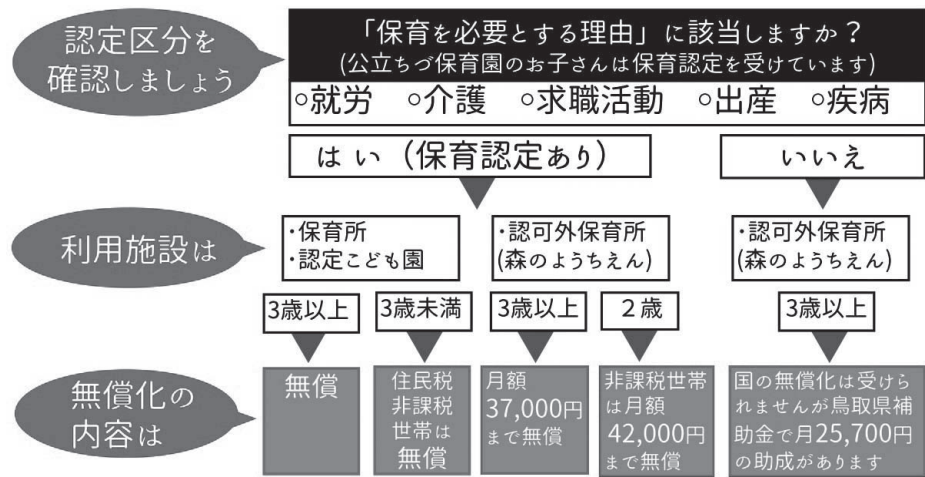 認定区分を
確認しましょう
「保育を必要とする理由」に該当しますか？
(公立ちづ保育園のお子さんは保育認定を受けています)
○就労 ○介護 ○求職活動 ○出産 ○疾病
はい（保育認定あり）
いいえ
利用施設は
・保育所
・認定こども園
・認可外保育所
(森のようちえん)
・認可外保育所
(森のようちえん)
3歳以上
3歳未満
3歳以上
２歳
3歳以上
無償化の
内容は
無償
住民税
非課税
世帯は
無償
月額
37,000円
まで無償
非課税世帯
は月額
42,000円
まで無償
国の無償化は受けら
れませんが鳥取県補
助金で月25,700円
の助成があります